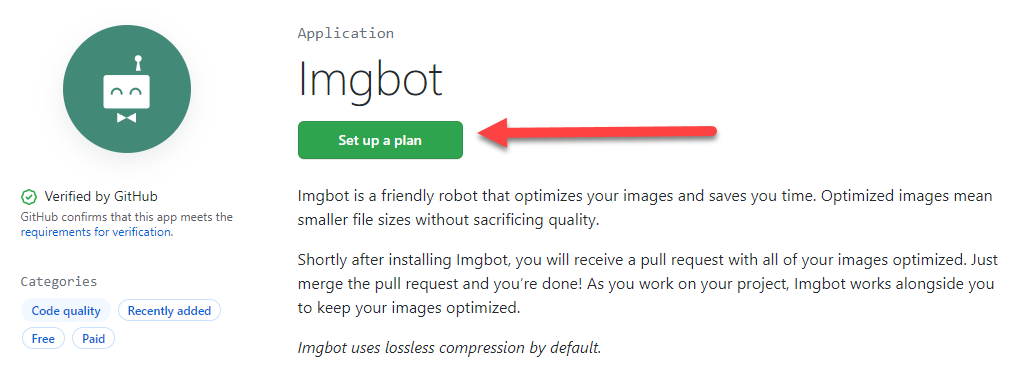 Application
Imgbot
Set up a plan
Verified by GitHub
GitHub confirms that this app meets the
requirements for verification.
Categories
Code quality
Recently added
Free
Paid
Imgbot is a friendly robot that optimizes your images and saves you time. Optimized images mean
smaller file sizes without sacrificing quality.
Shortly after installing Imgbot, you will receive a pull request with all of your images optimized. Just
merge the pull request and you’re done! As you work on your project, Imgbot works alongside you
to keep your images optimized.
Imgbot uses lossless compression by default.